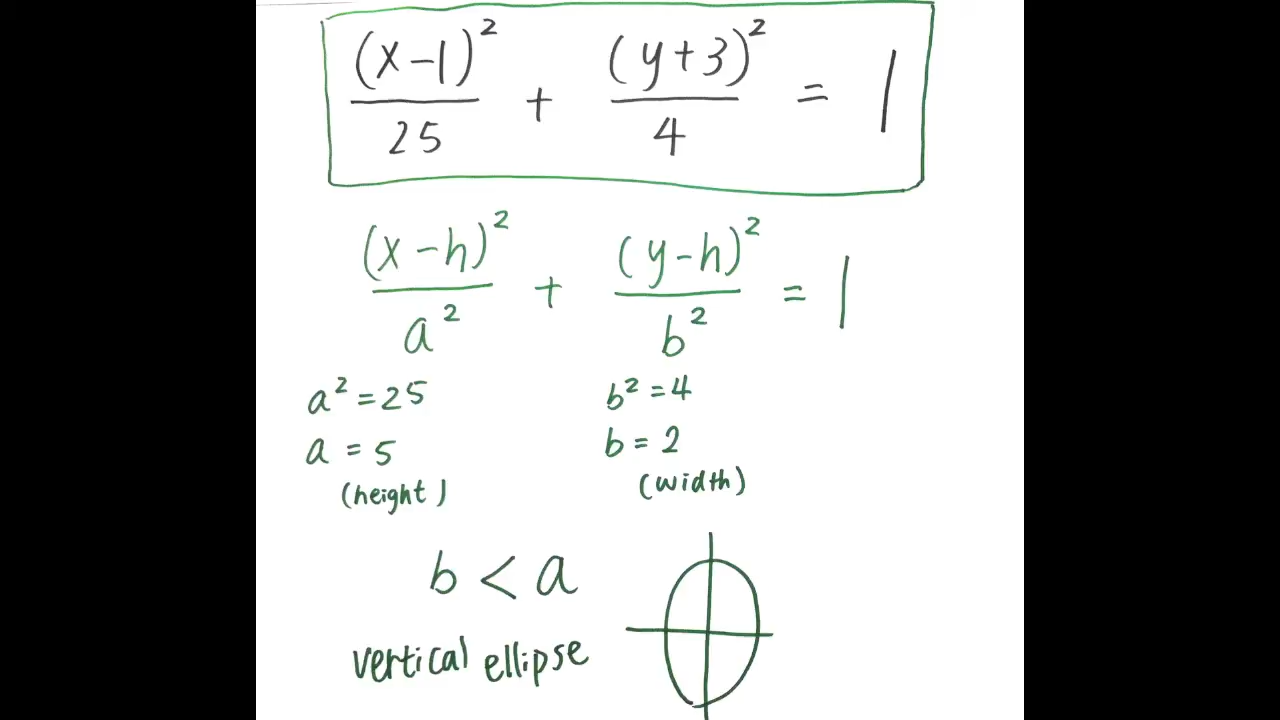 (x-1)² / 25 + (y+3)² / 4 = 1
(x-h)² / a² + (y-h)² / b² = 1
a² = 25 b² = 4
a = 5 b = 2
(height) (width)
b < a
vertical ellipse